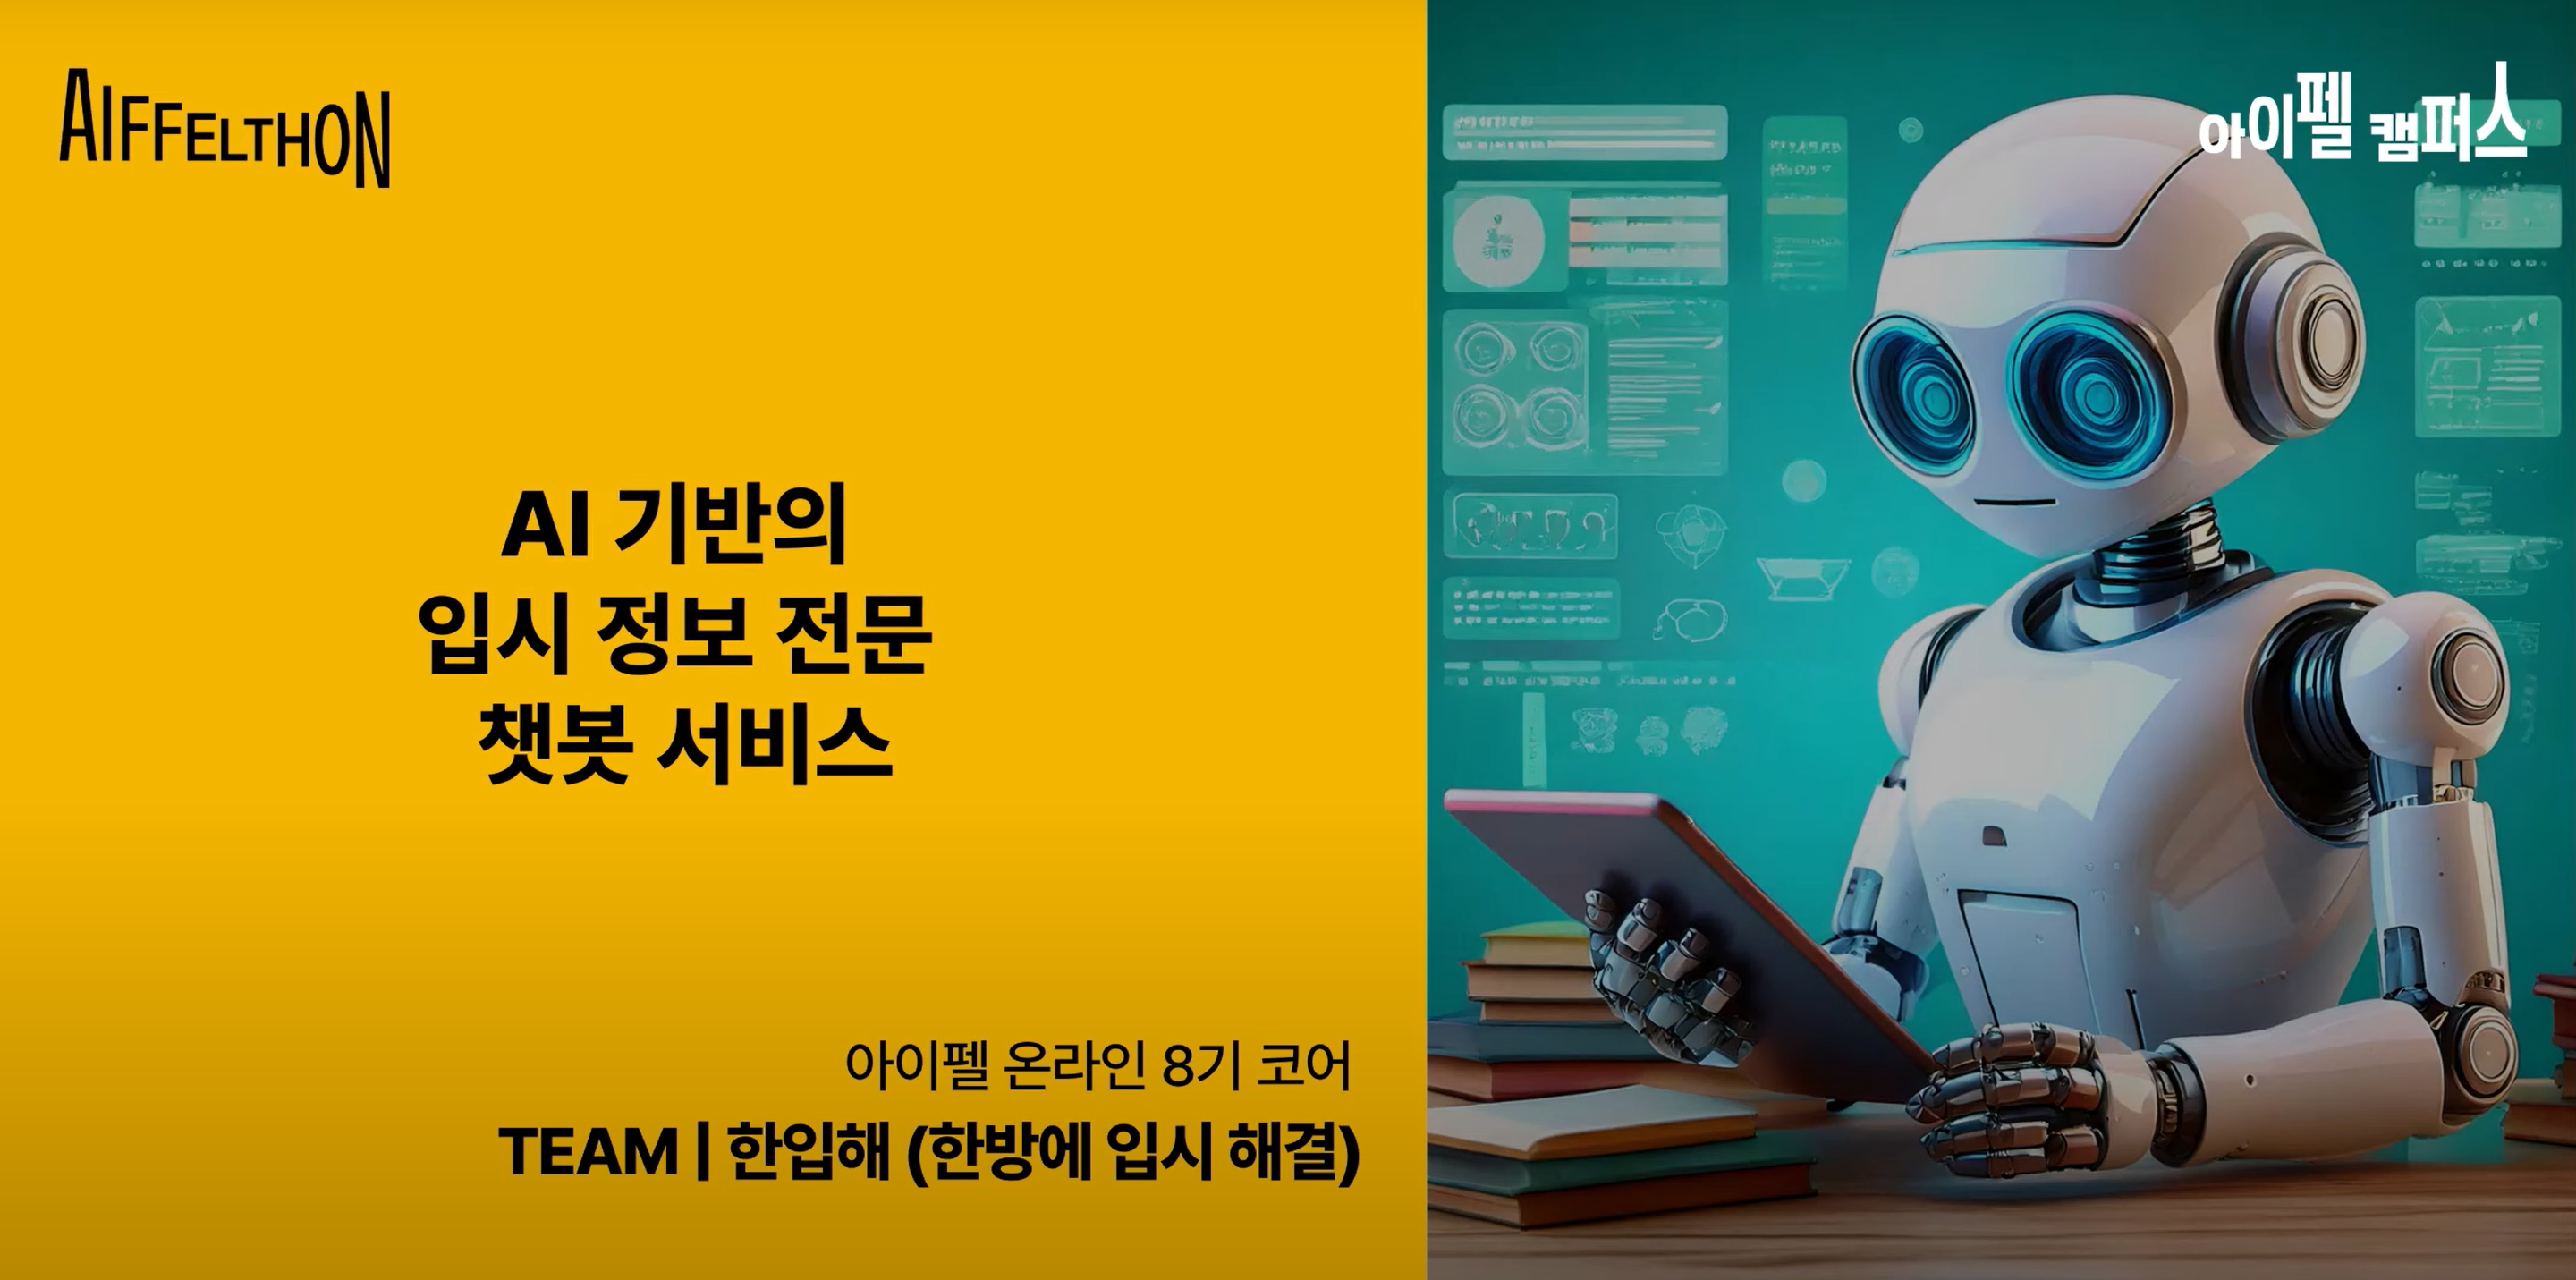 AIFFELTHON
아이펠 캠퍼스
AI 기반의
입시 정보 전문
챗봇 서비스
아이펠 온라인 8기 코어
TEAM | 한입해 (한방에 입시 해결)